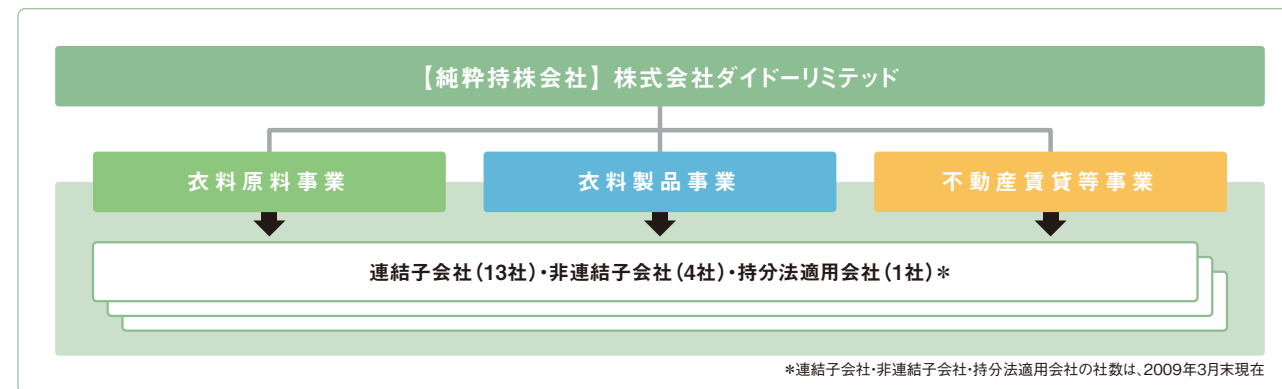 【純粋持株会社】株式会社ダイドーリミテッド
衣料原料事業
衣料製品事業
不動産賃貸等事業
連結子会社（13社）・非連結子会社（4社）・持分法適用会社（1社）＊
＊連結子会社・非連結子会社・持分法適用会社の社数は、2009年3月末現在